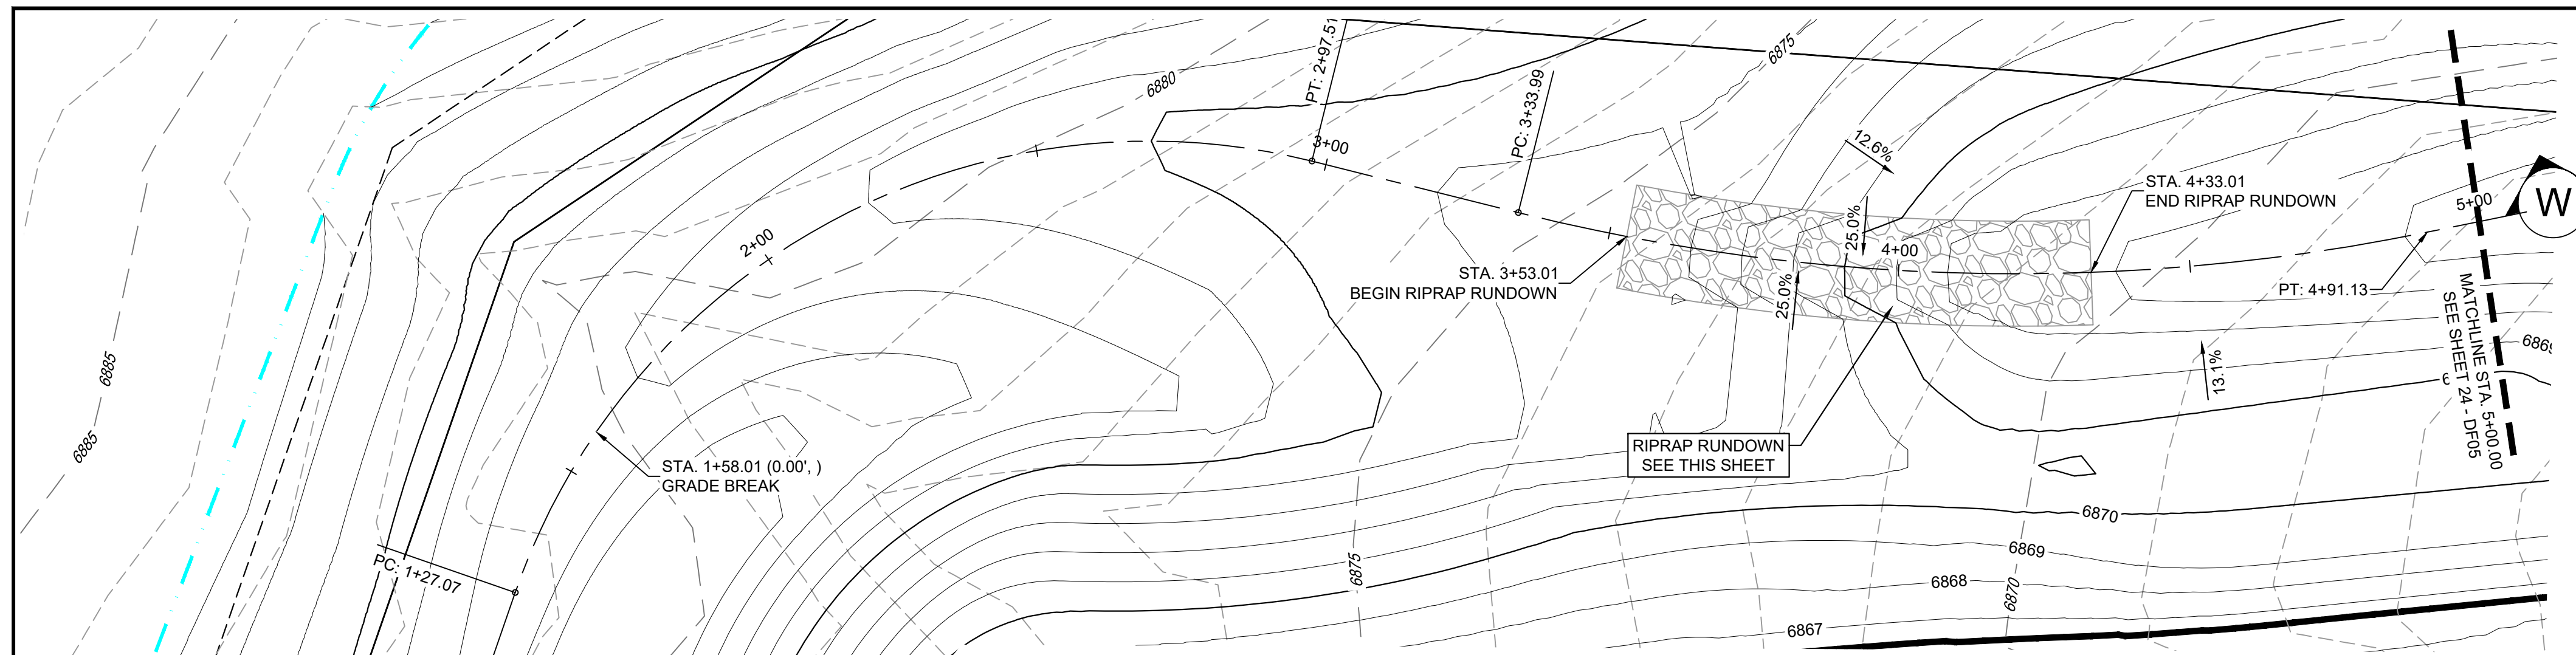 PT: 2+97.51
6875
6880
PC: 3+33.99
3+00
12.6%
STA. 4+33.01
END RIPRAP RUNDOWN
5+00
W
2+00
25.0%
4+00
STA. 3+53.01
BEGIN RIPRAP RUNDOWN
25.0%
PT: 4+91.13
MATCHLINE STA. 5+00.00
SEE SHEET 24 - DF05
6885
6869
13.1%
6885
RIPRAP RUNDOWN
SEE THIS SHEET
STA. 1+58.01 (0.00', )
GRADE BREAK
6870
6869
PC: 1+27.07
6875
6868
6870
6867